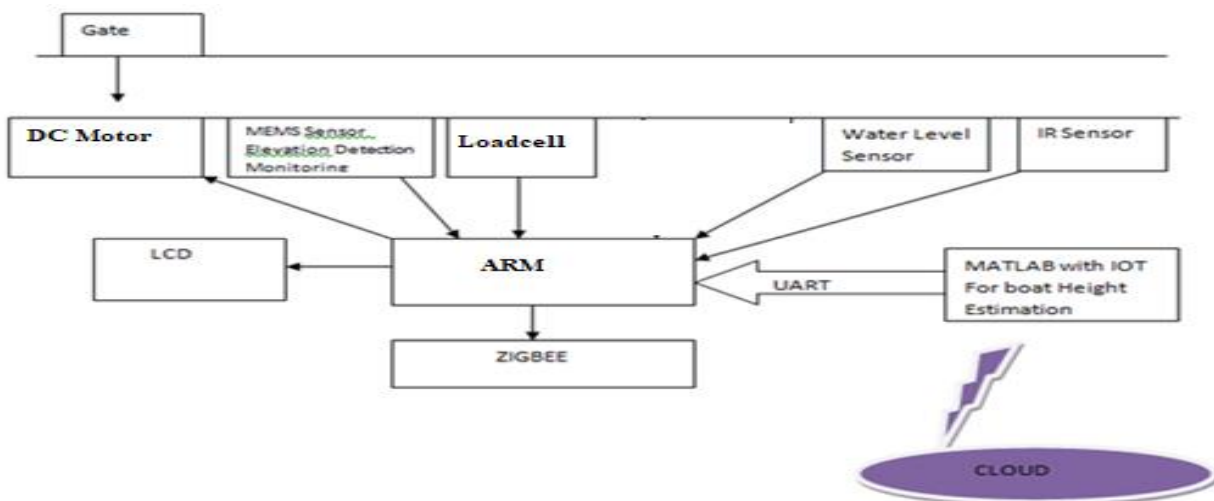 Gate
DC Motor
MEMS Sensor
Elevation Detection
Monitoring
Loadcell
Water Level
Sensor
IR Sensor
LCD
ARM
UART
MATLAB with IOT
For boat Height
Estimation
ZIGBEE
CLOUD